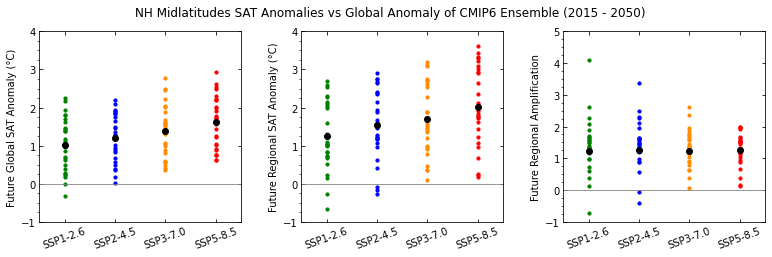 NH Midlatitudes SAT Anomalies vs Global Anomaly of CMIP6 Ensemble (2015 - 2050)
Future Global SAT Anomaly (°C)
4
3
2
1
0
−1
SSP1-2.6
SSP2-4.5
SSP3-7.0
SSP5-8.5
Future Regional SAT Anomaly (°C)
4
3
2
1
0
−1
SSP1-2.6
SSP2-4.5
SSP3-7.0
SSP5-8.5
Future Regional Amplification
5
4
3
2
1
0
−1
SSP1-2.6
SSP2-4.5
SSP3-7.0
SSP5-8.5